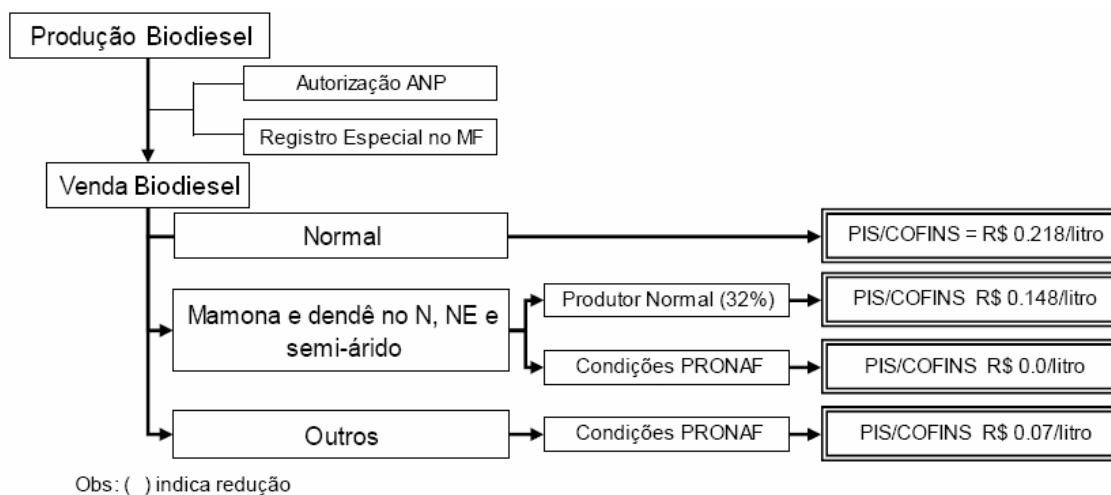 Produção Biodiesel
Autorização ANP
Registro Especial no MF
Venda Biodiesel
Normal
PIS/COFINS = R$ 0.218/litro
Mamona e dendê no N, NE e
semi-árido
Produtor Normal (32%)
PIS/COFINS R$ 0.148/litro
Condições PRONAF
PIS/COFINS R$ 0.0/litro
Outros
Condições PRONAF
PIS/COFINS R$ 0.07/litro
Obs: ( ) indica redução